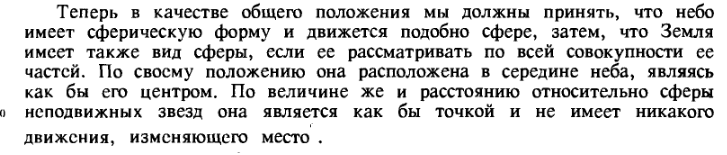 Теперь в качестве общего положения мы должны принять, что небо
имеет сферическую форму и движется подобно сфере, затем, что Земля
имеет также вид сферы, если ее рассматривать по всей совокупности ее
частей. По своему положению она расположена в середине неба, являясь
как бы его центром. По величине же и расстоянию относительно сферы
неподвижных звезд она является как бы точкой и не имеет никакого
движения, изменяющего место .